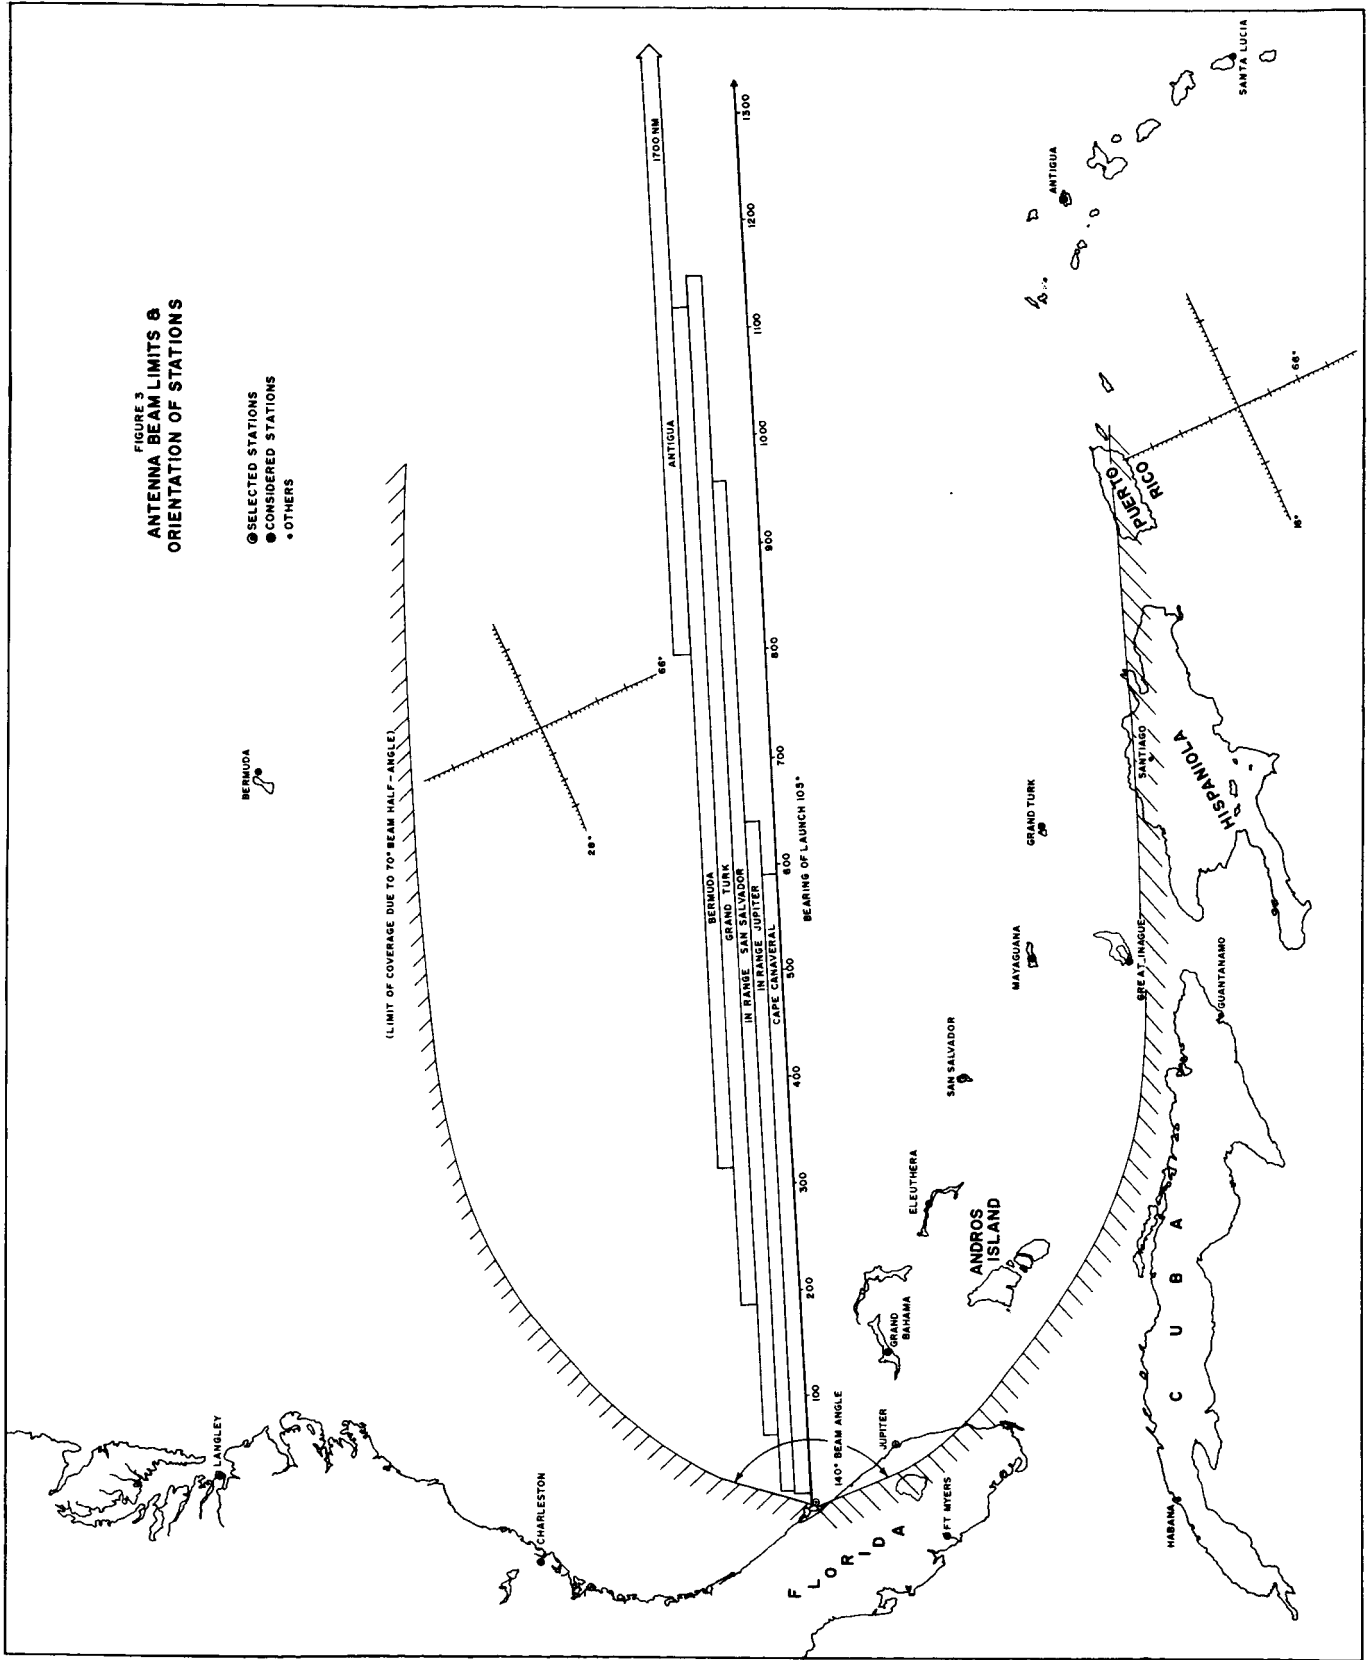 FIGURE 3
ANTENNA BEAM LIMITS &
ORIENTATION OF STATIONS
SELECTED STATIONS
CONSIDERED STATIONS
OTHERS
LANGLEY
CHARLESTON
BERMUDA
(LIMIT OF COVERAGE DUE TO 70° BEAM HALF-ANGLE)
28°
66°
1700 NM
ANTIGUA
BERMUDA
GRAND TURK
IN RANGE SAN SALVADOR
IN RANGE JUPITER
CAPE CANAVERAL
100
200
300
400
500
600
700
800
900
1000
1100
1200
1300
BEARING OF LAUNCH 105°
140° BEAM ANGLE
FLORIDA
JUPITER
FT MYERS
GRAND
BAHAMA
ELEUTHERA
ANDROS
ISLAND
SAN SALVADOR
MAYAGUANA
GRAND TURK
GREAT INAGUE
SANTIAGO
HISPANIOLA
GUANTANAMO
HABANA
CUBA
PUERTO
RICO
16°
66°
ANTIGUA
SANTA LUCIA